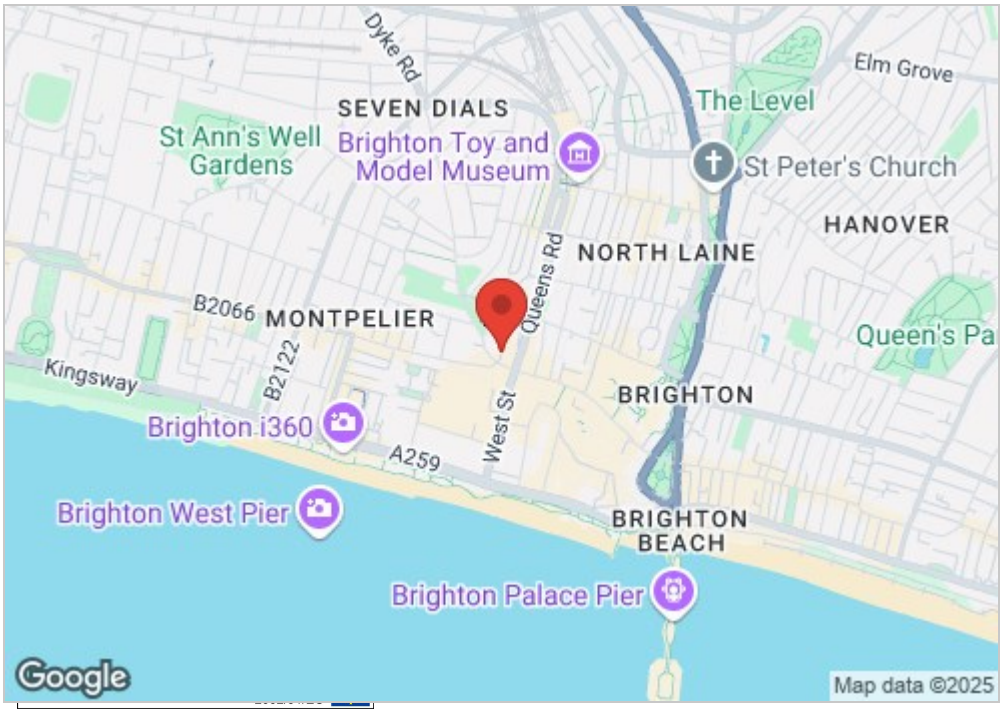 Dyke Rd
Elm Grove
SEVEN DIALS
The Level
St Ann's Well
Gardens
Brighton Toy and
Model Museum
St Peter's Church
HANOVER
NORTH LAINE
Queens Rd
B2066
MONTPELIER
Queen's Pa
B2122
Kingsway
BRIGHTON
West St
Brighton i360
A259
Brighton West Pier
BRIGHTON
BEACH
Brighton Palace Pier
Google
Map data ©2025